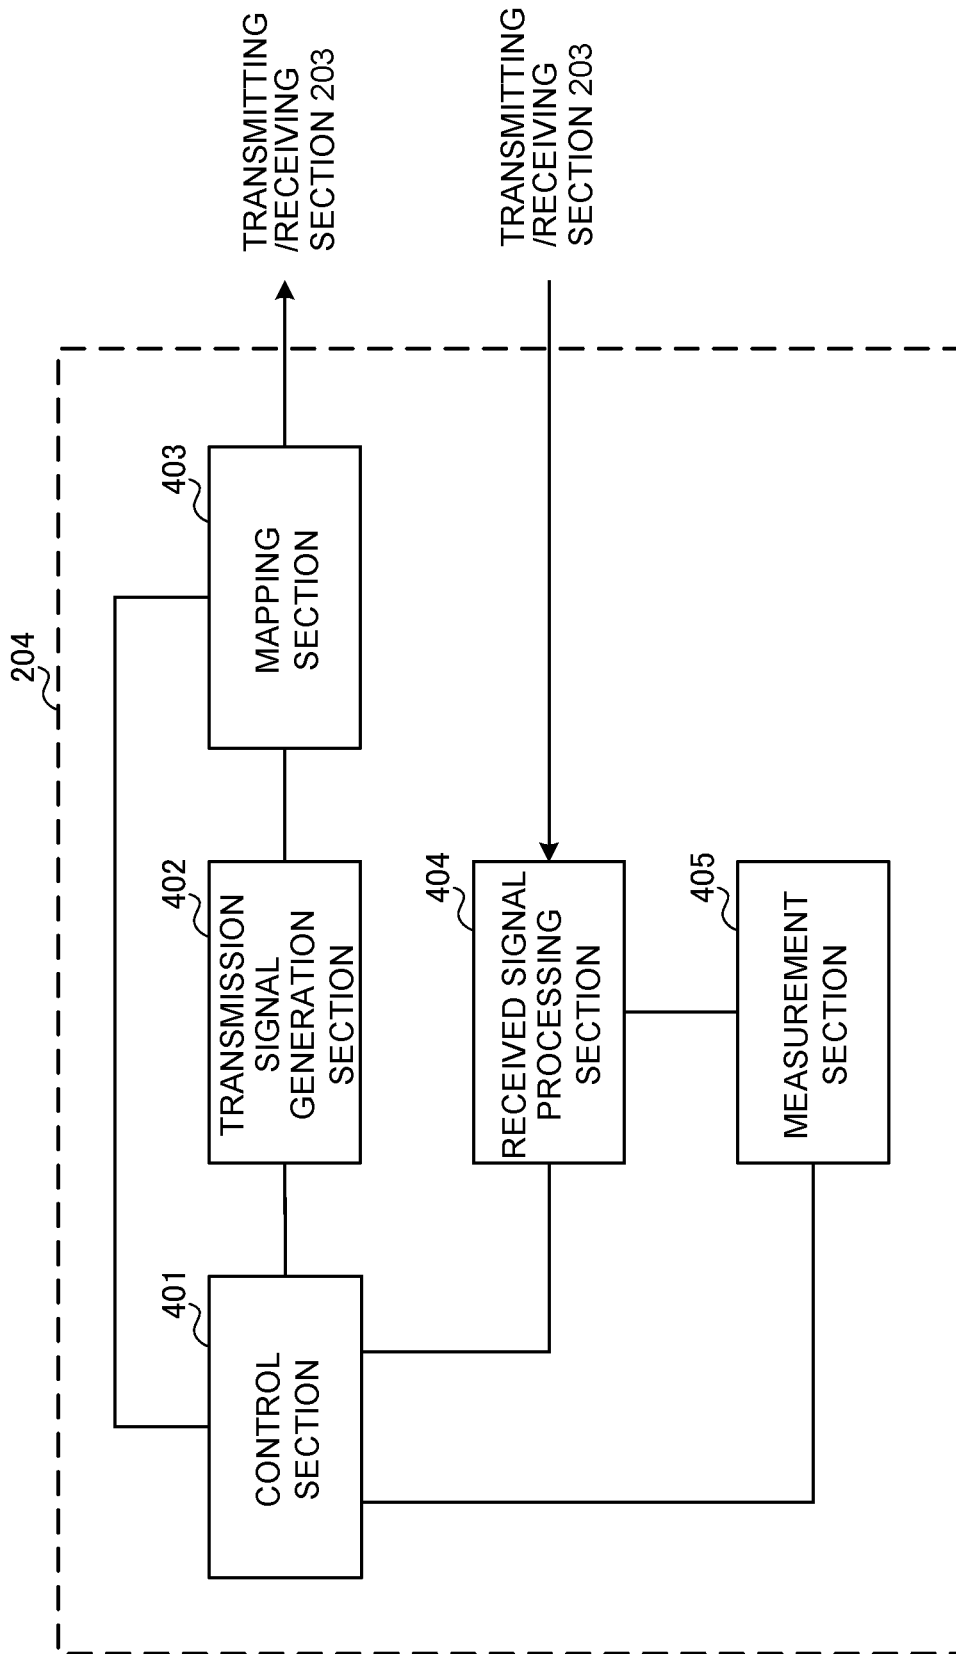 204
401
CONTROL
SECTION
402
TRANSMISSION
SIGNAL
GENERATION
SECTION
403
MAPPING
SECTION
TRANSMITTING
/RECEIVING
SECTION 203
404
RECEIVED SIGNAL
PROCESSING
SECTION
TRANSMITTING
/RECEIVING
SECTION 203
405
MEASUREMENT
SECTION